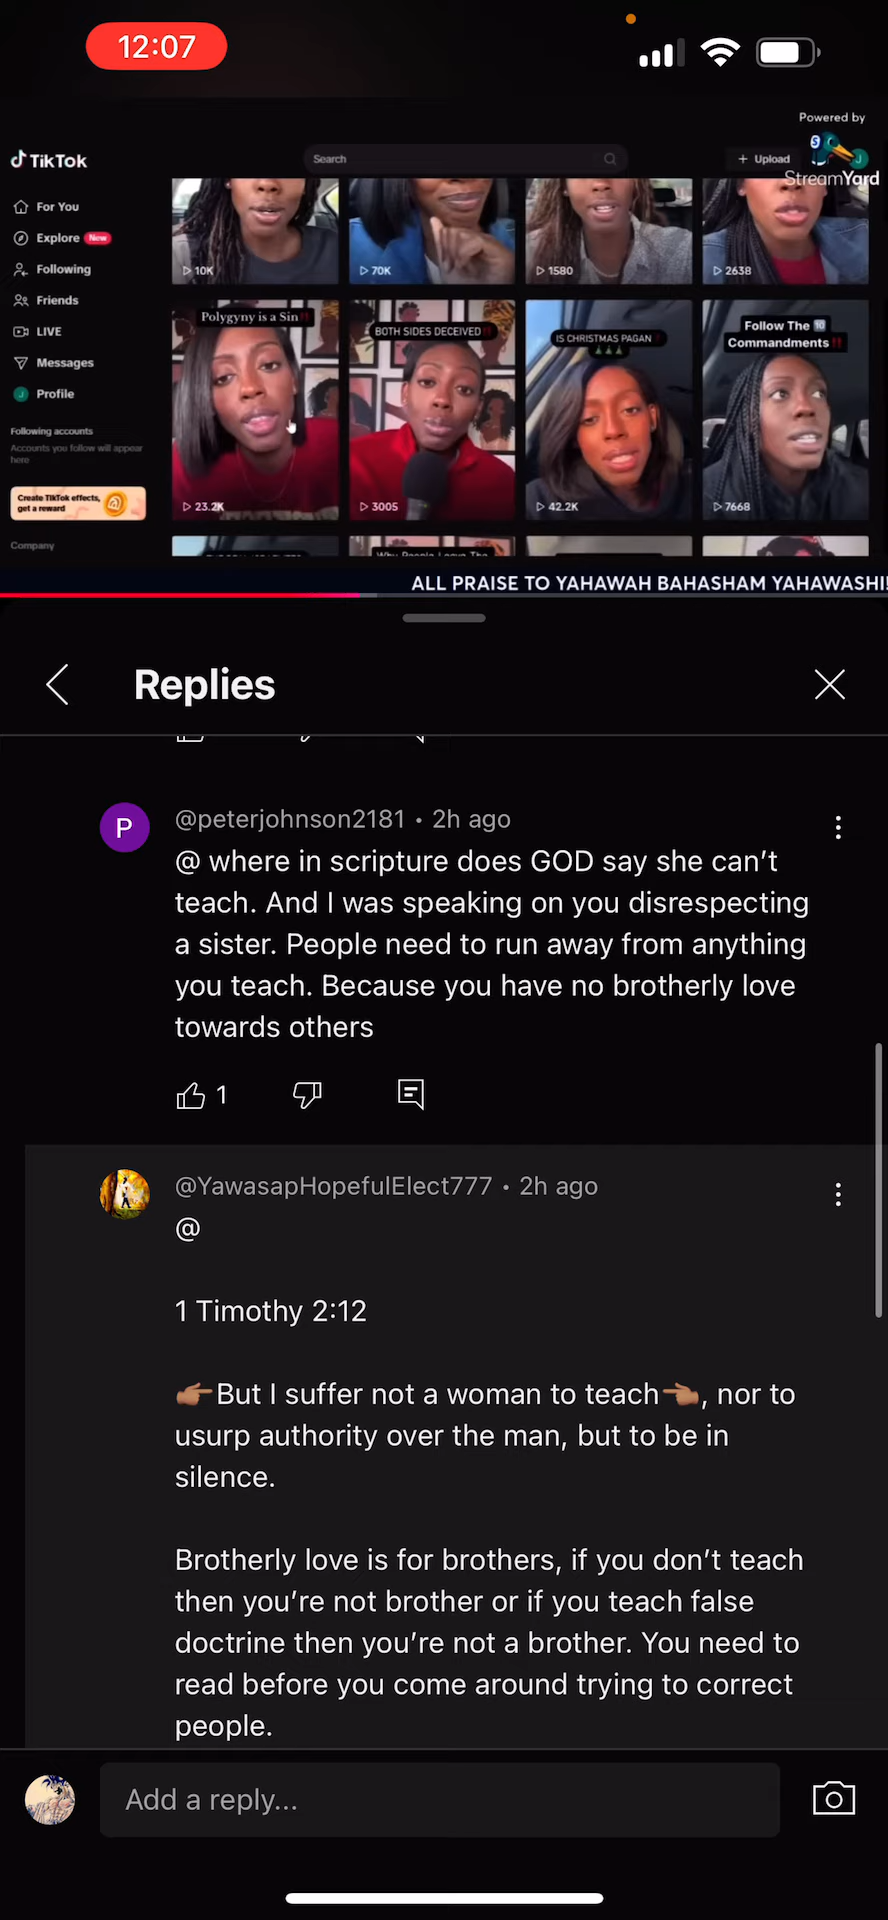 12:07
Powered by
StreamYard
TikTok
Search
+ Upload
For You
Explore New
Following
Friends
LIVE
Messages
Profile
Following accounts
Accounts you follow will appear
here
Create TikTok effects,
get a reward
Company
10K
70K
1580
2638
Polygyny is a Sin‼
23.2K
BOTH SIDES DECEIVED‼
3005
IS CHRISTMAS PAGAN
42.2K
Follow The 🔟
Commandments‼
7668
Why People Leave The
ALL PRAISE TO YAHAWAH BAHASHAM YAHAWASHI!
Replies
P
@peterjohnson2181 • 2h ago
@ where in scripture does GOD say she can't
teach. And I was speaking on you disrespecting
a sister. People need to run away from anything
you teach. Because you have no brotherly love
towards others
1
@YawasapHopefulElect777 • 2h ago
@
1 Timothy 2:12
👉🏽But I suffer not a woman to teach👈🏽, nor to
usurp authority over the man, but to be in
silence.
Brotherly love is for brothers, if you don't teach
then you're not brother or if you teach false
doctrine then you're not a brother. You need to
read before you come around trying to correct
people.
Add a reply...